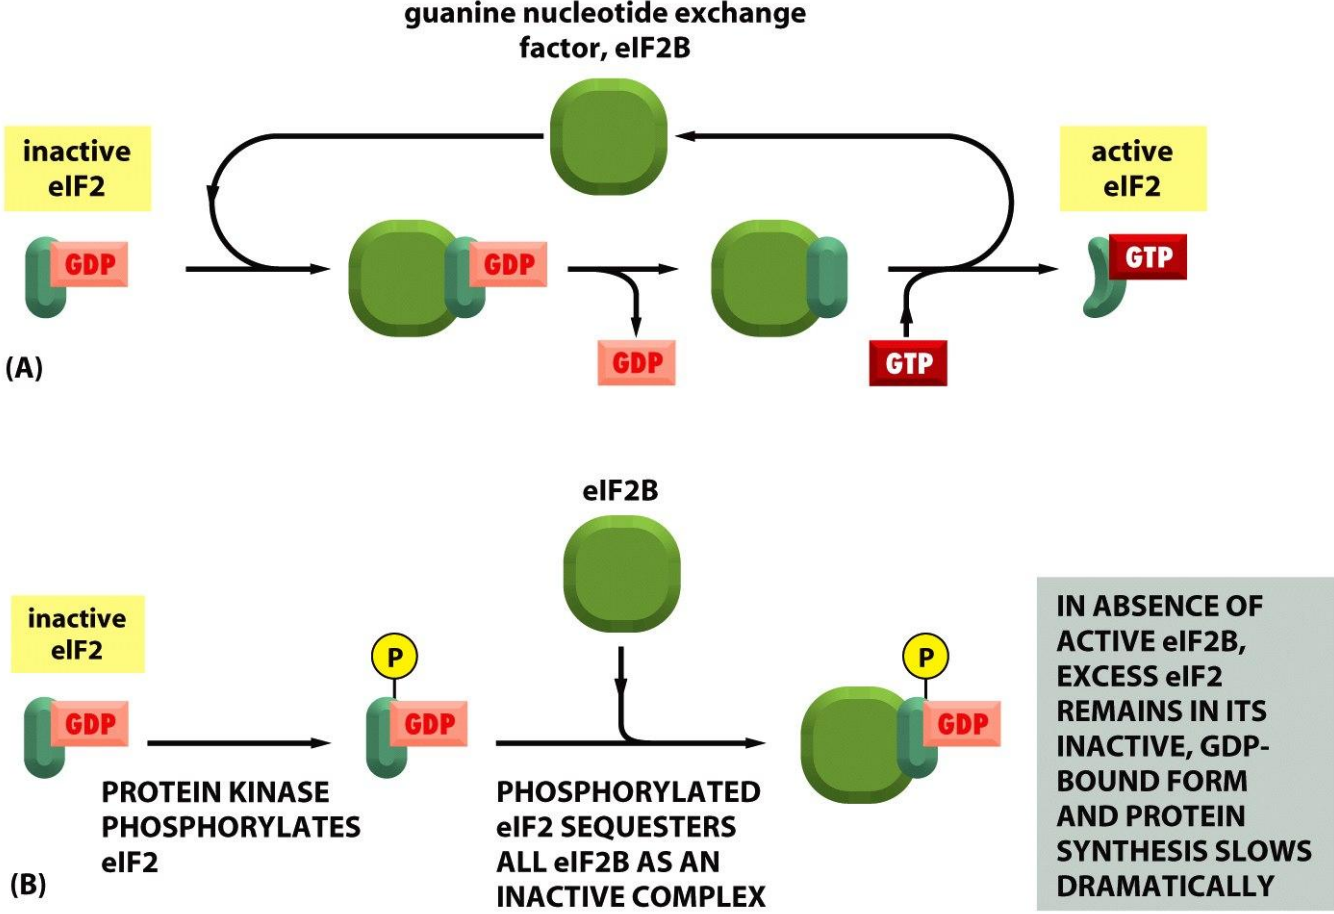 guanine nucleotide exchange
factor, eIF2B
inactive
eIF2
active
eIF2
GDP
GDP
GTP
GDP
GTP
(A)
eIF2B
inactive
eIF2
P
P
GDP
GDP
GDP
PROTEIN KINASE
PHOSPHORYLATES
eIF2
PHOSPHORYLATED
eIF2 SEQUESTERS
ALL eIF2B AS AN
INACTIVE COMPLEX
IN ABSENCE OF
ACTIVE eIF2B,
EXCESS eIF2
REMAINS IN ITS
INACTIVE, GDP-
BOUND FORM
AND PROTEIN
SYNTHESIS SLOWS
DRAMATICALLY
(B)